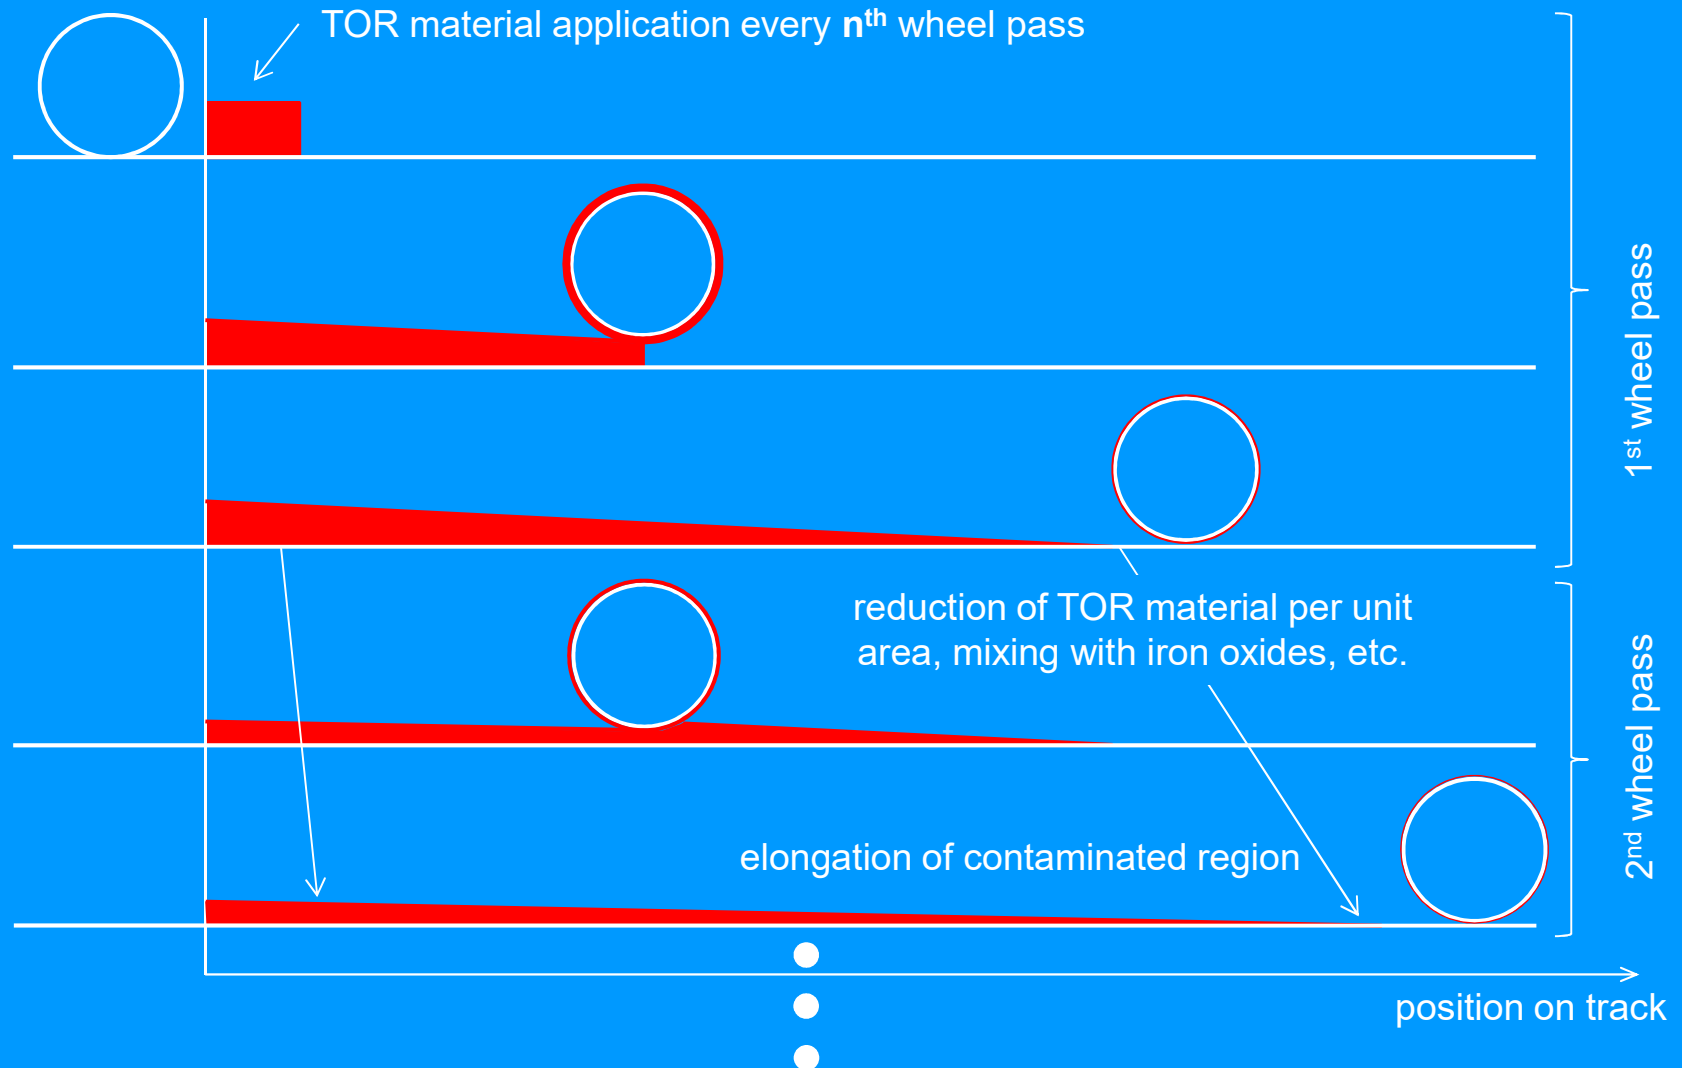 TOR material application every nth wheel pass
1st wheel pass
reduction of TOR material per unit
area, mixing with iron oxides, etc.
2nd wheel pass
elongation of contaminated region
position on track